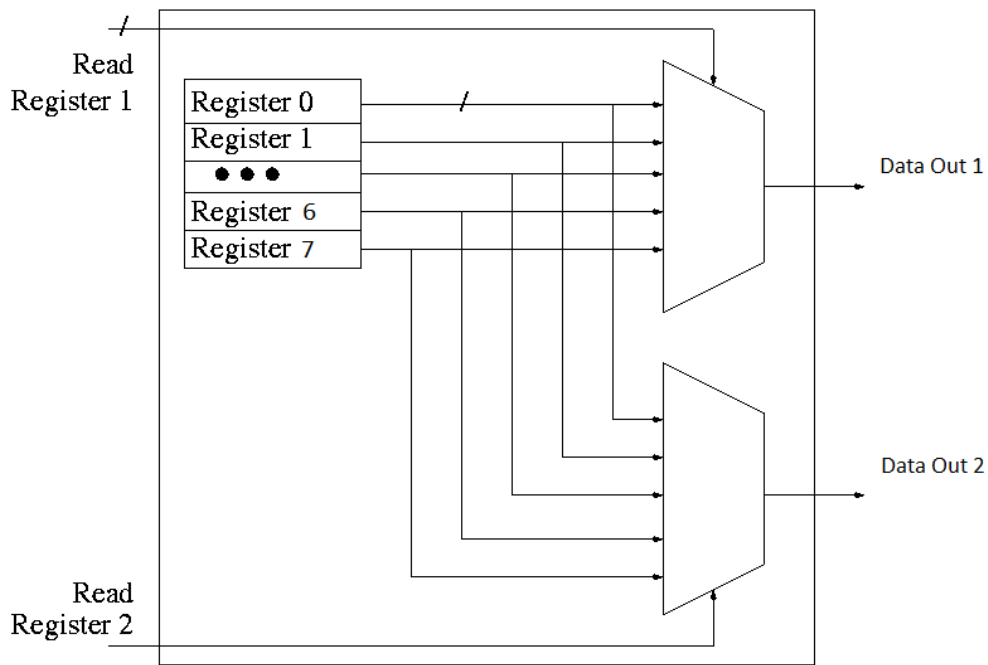 Read
Register 1
Register 0
Register 1
• • •
Register 6
Register 7
Data Out 1
Data Out 2
Read
Register 2